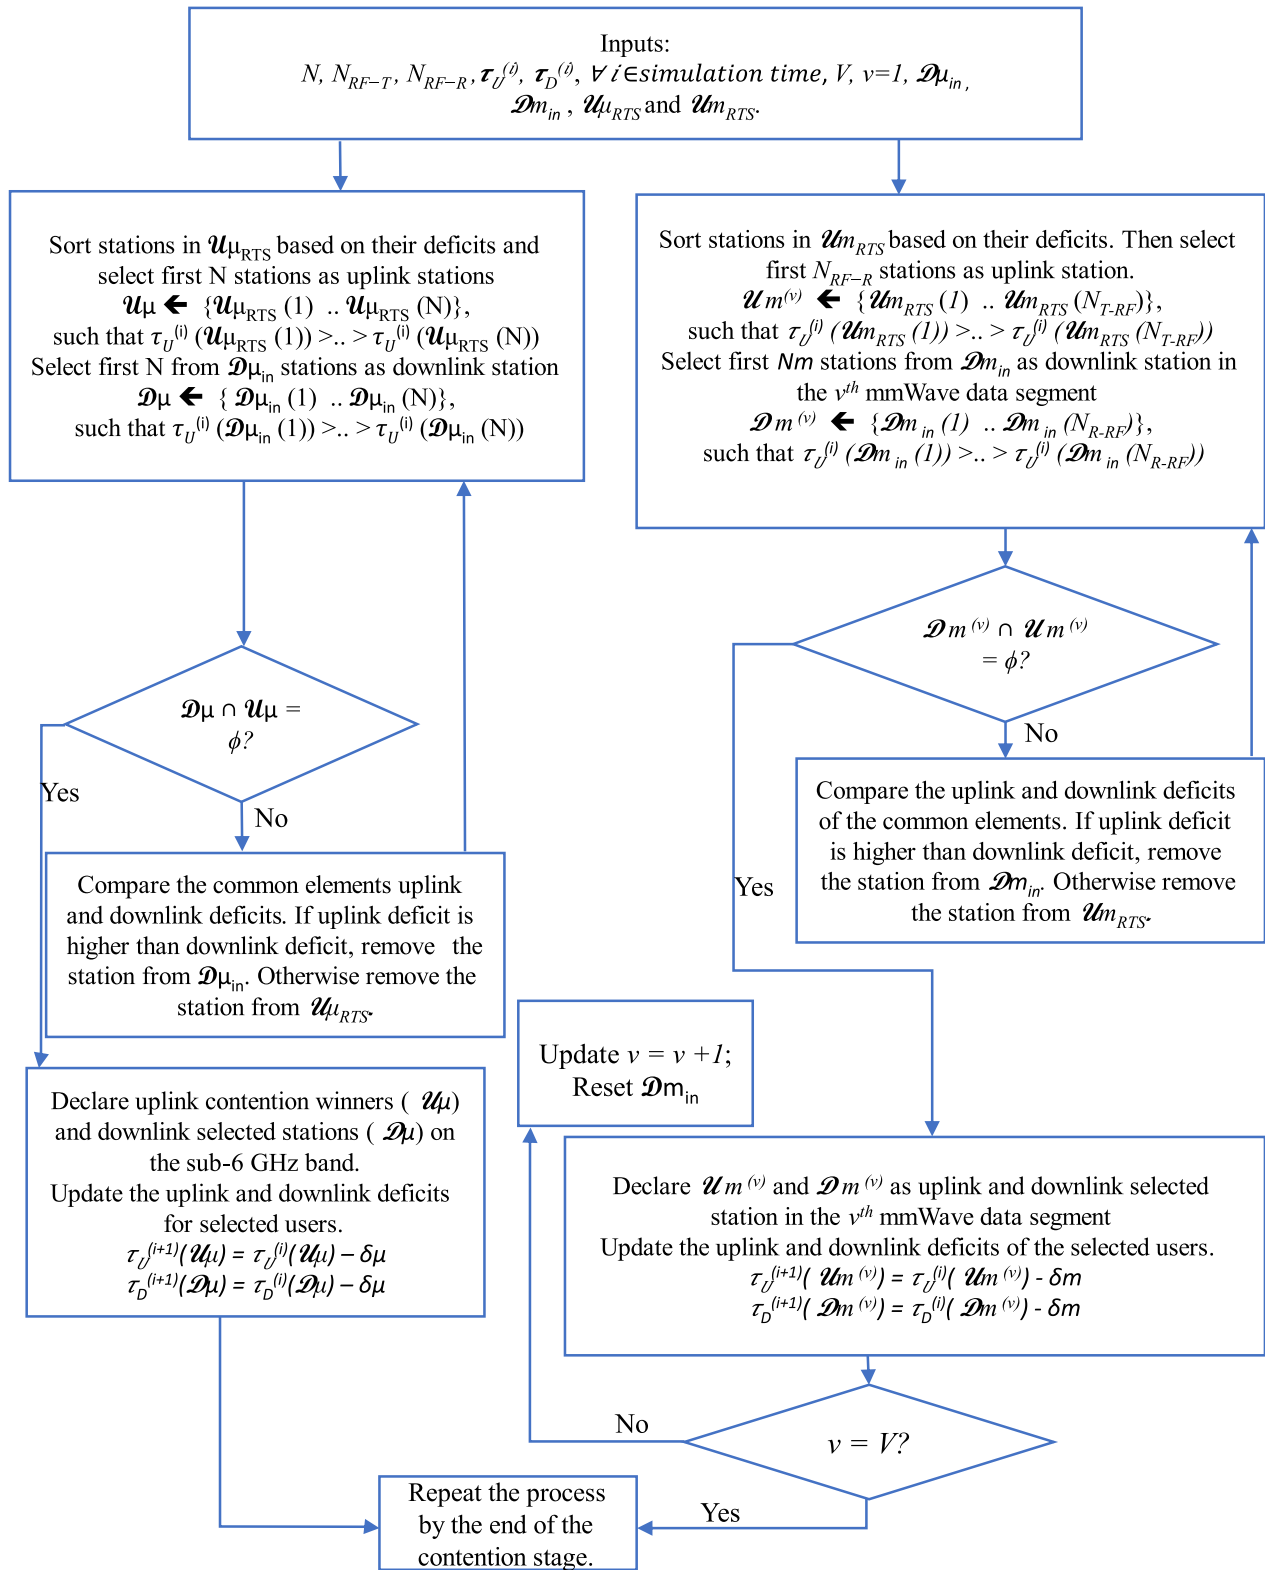 Inputs:
N, N_RF−T, N_RF−R, 𝝉_U^(i), 𝝉_D^(i), ∀ i ∈ simulation time, V, v=1, 𝓓μ_in,
𝓓m_in, 𝓤μ_RTS and 𝓤m_RTS.
Sort stations in 𝓤μ_RTS based on their deficits and
select first N stations as uplink stations
𝓤μ 🡸 {𝓤μ_RTS (1) .. 𝓤μ_RTS (N)},
such that τ_U^(i) (𝓤μ_RTS (1)) >.. > τ_U^(i) (𝓤μ_RTS (N))
Select first N from 𝓓μ_in stations as downlink station
𝓓μ 🡸 { 𝓓μ_in (1) .. 𝓓μ_in (N)},
such that τ_U^(i) (𝓓μ_in (1)) >.. > τ_U^(i) (𝓓μ_in (N))
Sort stations in 𝓤m_RTS based on their deficits. Then select
first N_RF−R stations as uplink station.
𝓤m^(v) 🡸 {𝓤m_RTS (1) .. 𝓤m_RTS (N_T-RF)},
such that τ_U^(i) (𝓤m_RTS (1)) >.. > τ_U^(i) (𝓤m_RTS (N_T-RF))
Select first Nm stations from 𝓓m_in as downlink station in
the v^th mmWave data segment
𝓓m^(v) 🡸 {𝓓m_in (1) .. 𝓓m_in (N_R-RF)},
such that τ_U^(i) (𝓓m_in (1)) >.. > τ_U^(i) (𝓓m_in (N_R-RF))
𝓓μ ∩ 𝓤μ =
ϕ?
Yes
No
Compare the common elements uplink
and downlink deficits. If uplink deficit is
higher than downlink deficit, remove the
station from 𝓓μ_in. Otherwise remove the
station from 𝓤μ_RTS.
𝓓m^(v) ∩ 𝓤m^(v)
= ϕ?
No
Yes
Compare the uplink and downlink deficits
of the common elements. If uplink deficit
is higher than downlink deficit, remove
the station from 𝓓m_in. Otherwise remove
the station from 𝓤m_RTS.
Declare uplink contention winners ( 𝓤μ)
and downlink selected stations ( 𝓓μ) on
the sub-6 GHz band.
Update the uplink and downlink deficits
for selected users.
τ_U^(i+1)(𝓤μ) = τ_U^(i)(𝓤μ) – δμ
τ_D^(i+1)(𝓓μ) = τ_D^(i)(𝓓μ) – δμ
Update v = v +1;
Reset 𝓓m_in
Declare 𝓤m^(v) and 𝓓m^(v) as uplink and downlink selected
station in the v^th mmWave data segment
Update the uplink and downlink deficits of the selected users.
τ_U^(i+1)( 𝓤m^(v)) = τ_U^(i)( 𝓤m^(v)) - δm
τ_D^(i+1)( 𝓓m^(v)) = τ_D^(i)( 𝓓m^(v)) - δm
v = V?
No
Yes
Repeat the process
by the end of the
contention stage.